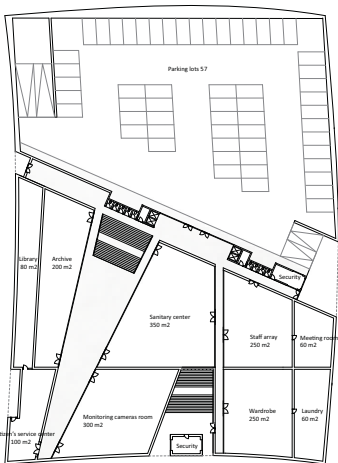 Parking lots 57
Security
Library
80 m2
Archive
200 m2
Sanitary center
350 m2
Staff array
250 m2
Meeting room
60 m2
Monitoring cameras room
300 m2
Wardrobe
250 m2
Laundry
60 m2
tizen's service center
100 m2
Security